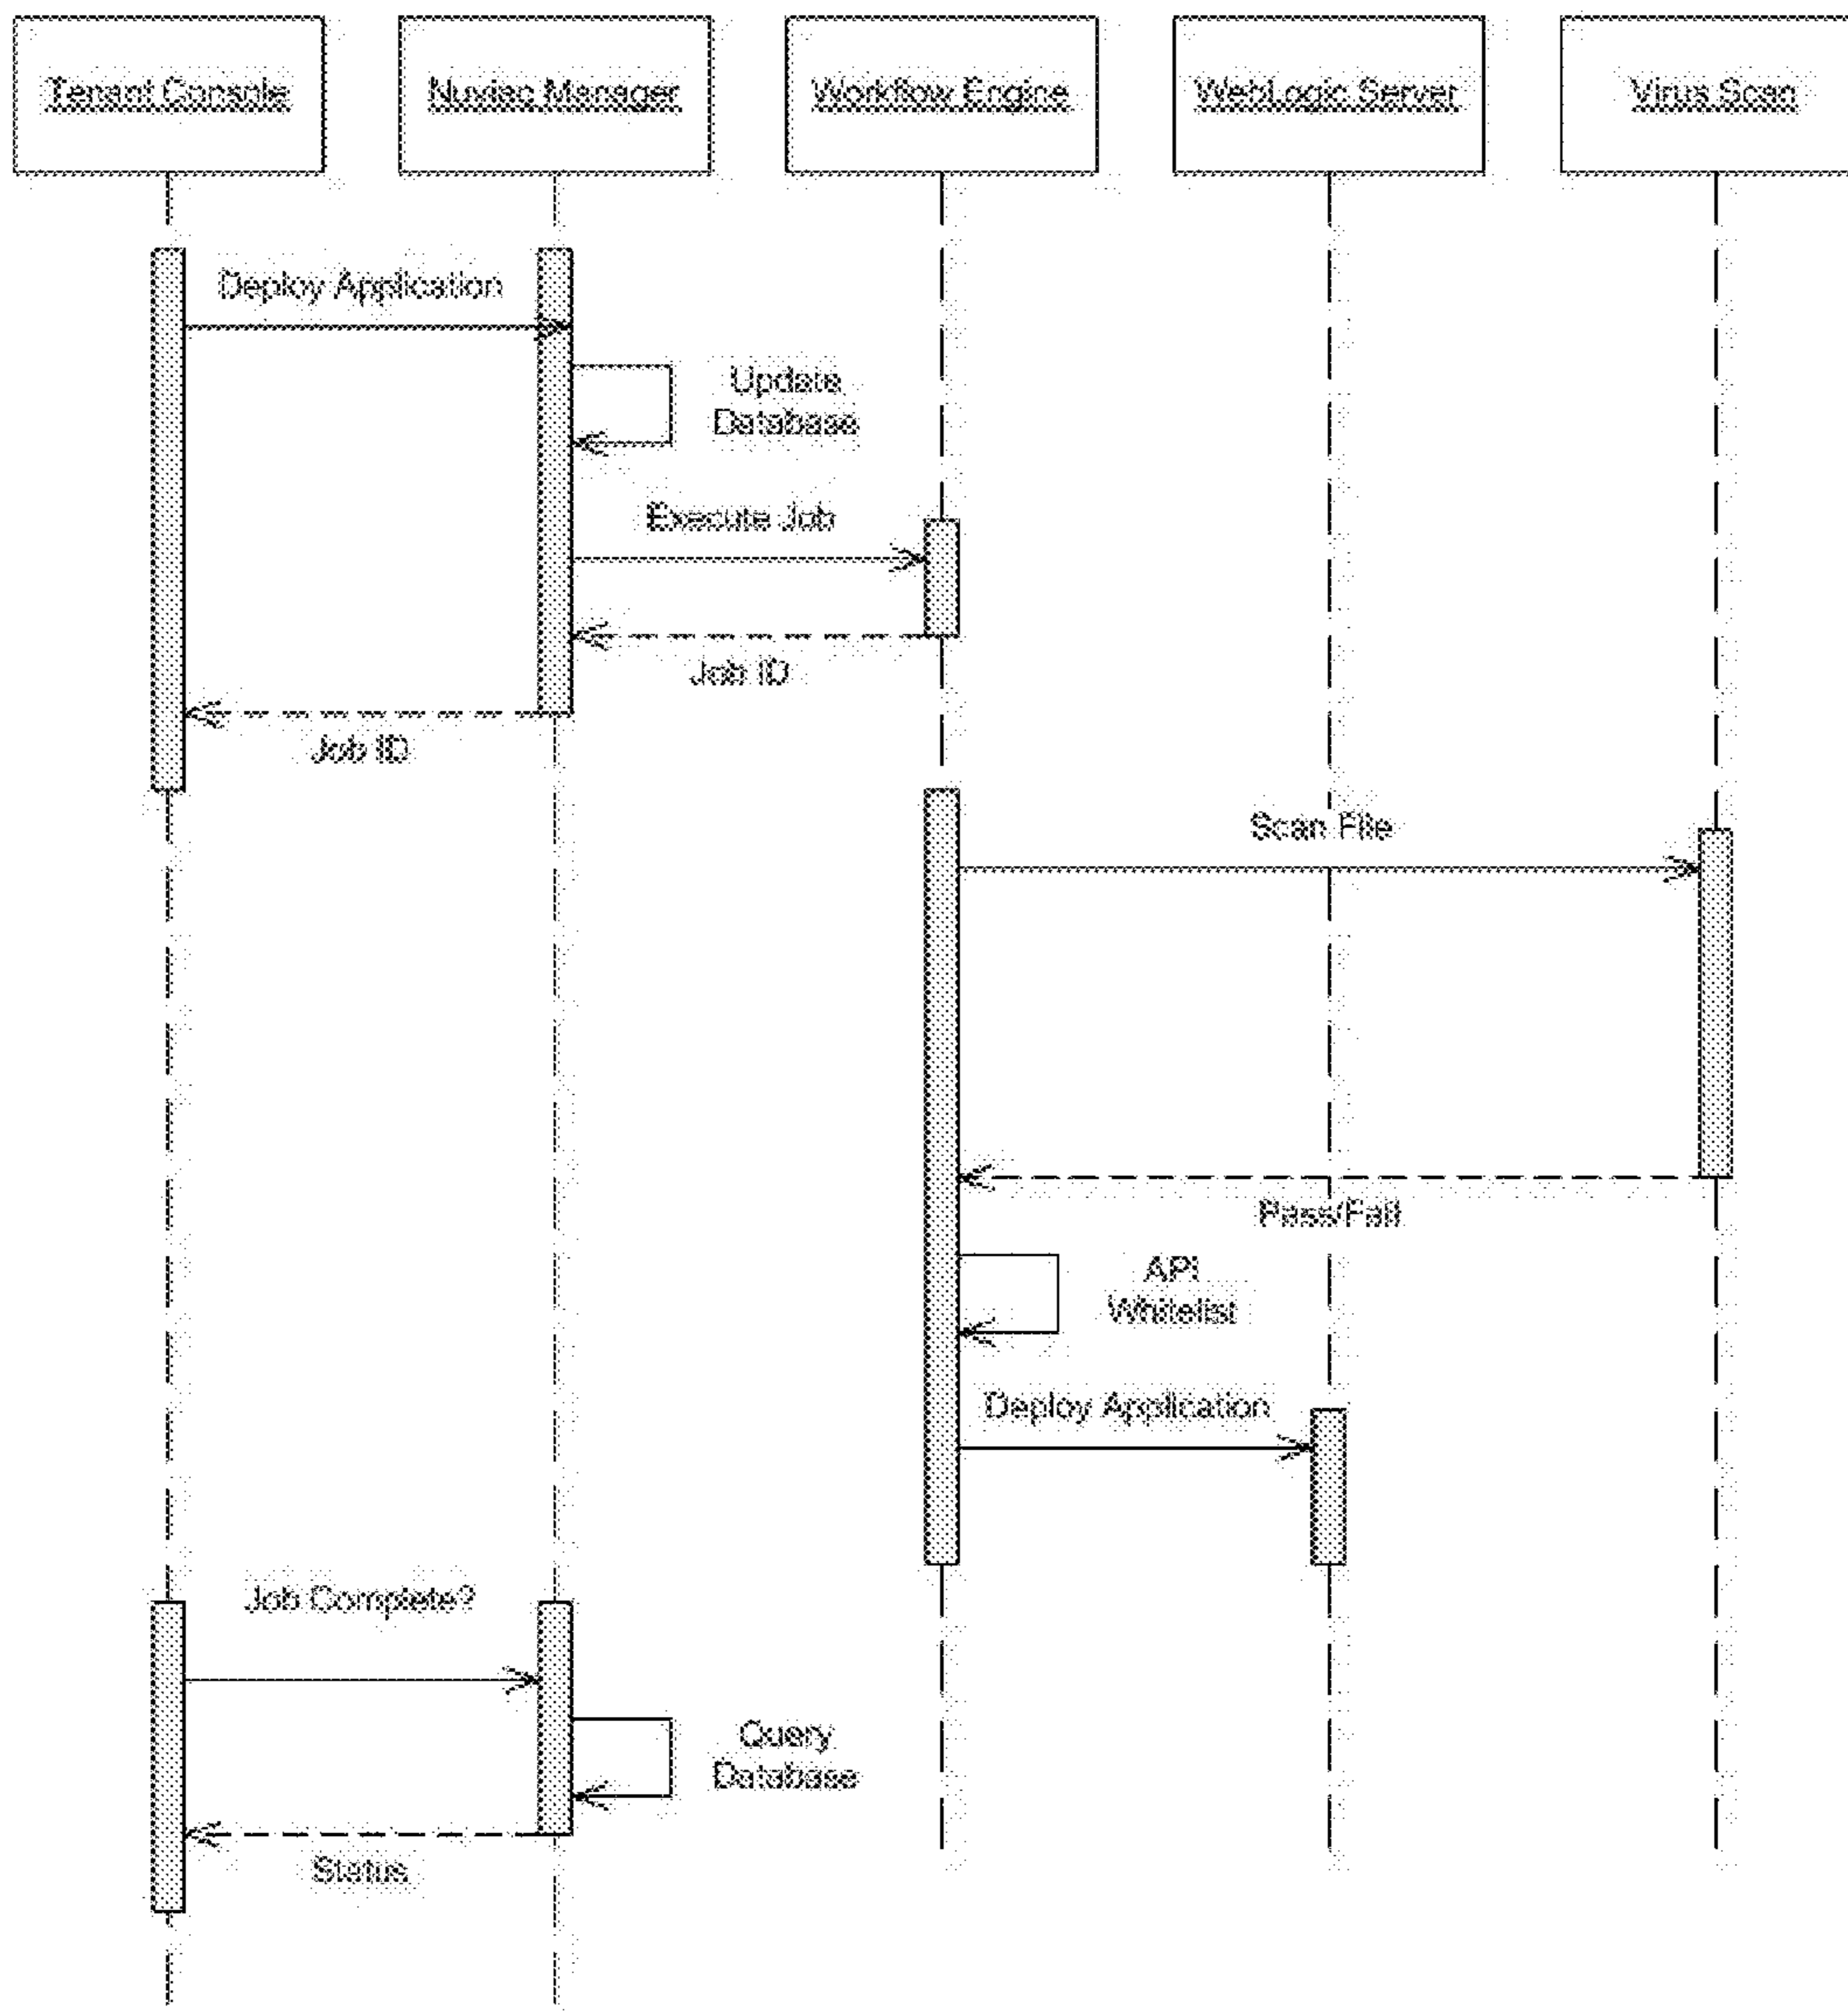 Tenant Console
Nuviaq Manager
Workflow Engine
WebLogic Server
Virus Scan
Deploy Application
Update
Database
Execute Job
Job ID
Job ID
Scan File
Pass/Fail
API
Whitelist
Deploy Application
Job Complete?
Query
Database
Status